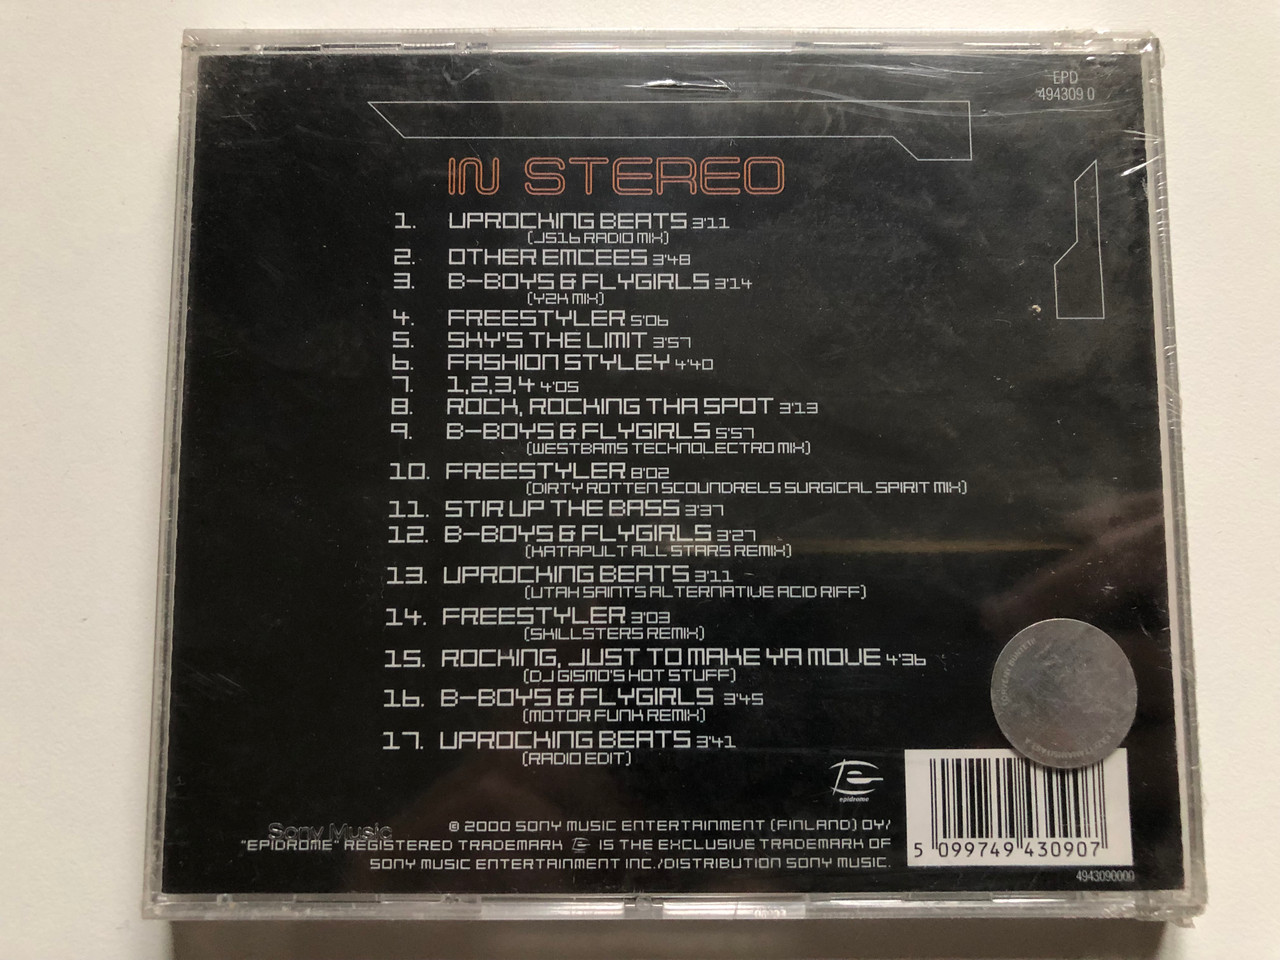 EPD
494309 0
IN STEREO
1. UPROCKING BEATS 3'11
(JS16 RADIO MIX)
2. OTHER EMCEES 3'48
3. B-BOYS & FLYGIRLS 3'14
(Y2K MIX)
4. FREESTYLER 5'06
5. SKY'S THE LIMIT 3'57
6. FASHION STYLEY 4'40
7. 1,2,3,4 4'05
8. ROCK, ROCKING THA SPOT 3'13
9. B-BOYS & FLYGIRLS 5'57
(WESTBAMS TECHNOLECTRO MIX)
10. FREESTYLER 8'02
(DIRTY ROTTEN SCOUNDRELS SURGICAL SPIRIT MIX)
11. STIR UP THE BASS 3'37
12. B-BOYS & FLYGIRLS 3'27
(KATAPULT ALL STARS REMIX)
13. UPROCKING BEATS 3'11
(UTAH SAINTS ALTERNATIVE ACID RIFF)
14. FREESTYLER 3'03
(SKILLSTERS REMIX)
15. ROCKING, JUST TO MAKE YA MOVE 4'36
(DJ GISMO'S HOT STUFF)
16. B-BOYS & FLYGIRLS 3'45
(MOTOR FUNK REMIX)
17. UPROCKING BEATS 3'41
(RADIO EDIT)
epidrome
Sony Music
© 2000 SONY MUSIC ENTERTAINMENT (FINLAND) OY/
"EPIDROME" REGISTERED TRADEMARK E IS THE EXCLUSIVE TRADEMARK OF
SONY MUSIC ENTERTAINMENT INC./DISTRIBUTION SONY MUSIC.
5 099749 430907
4943090000